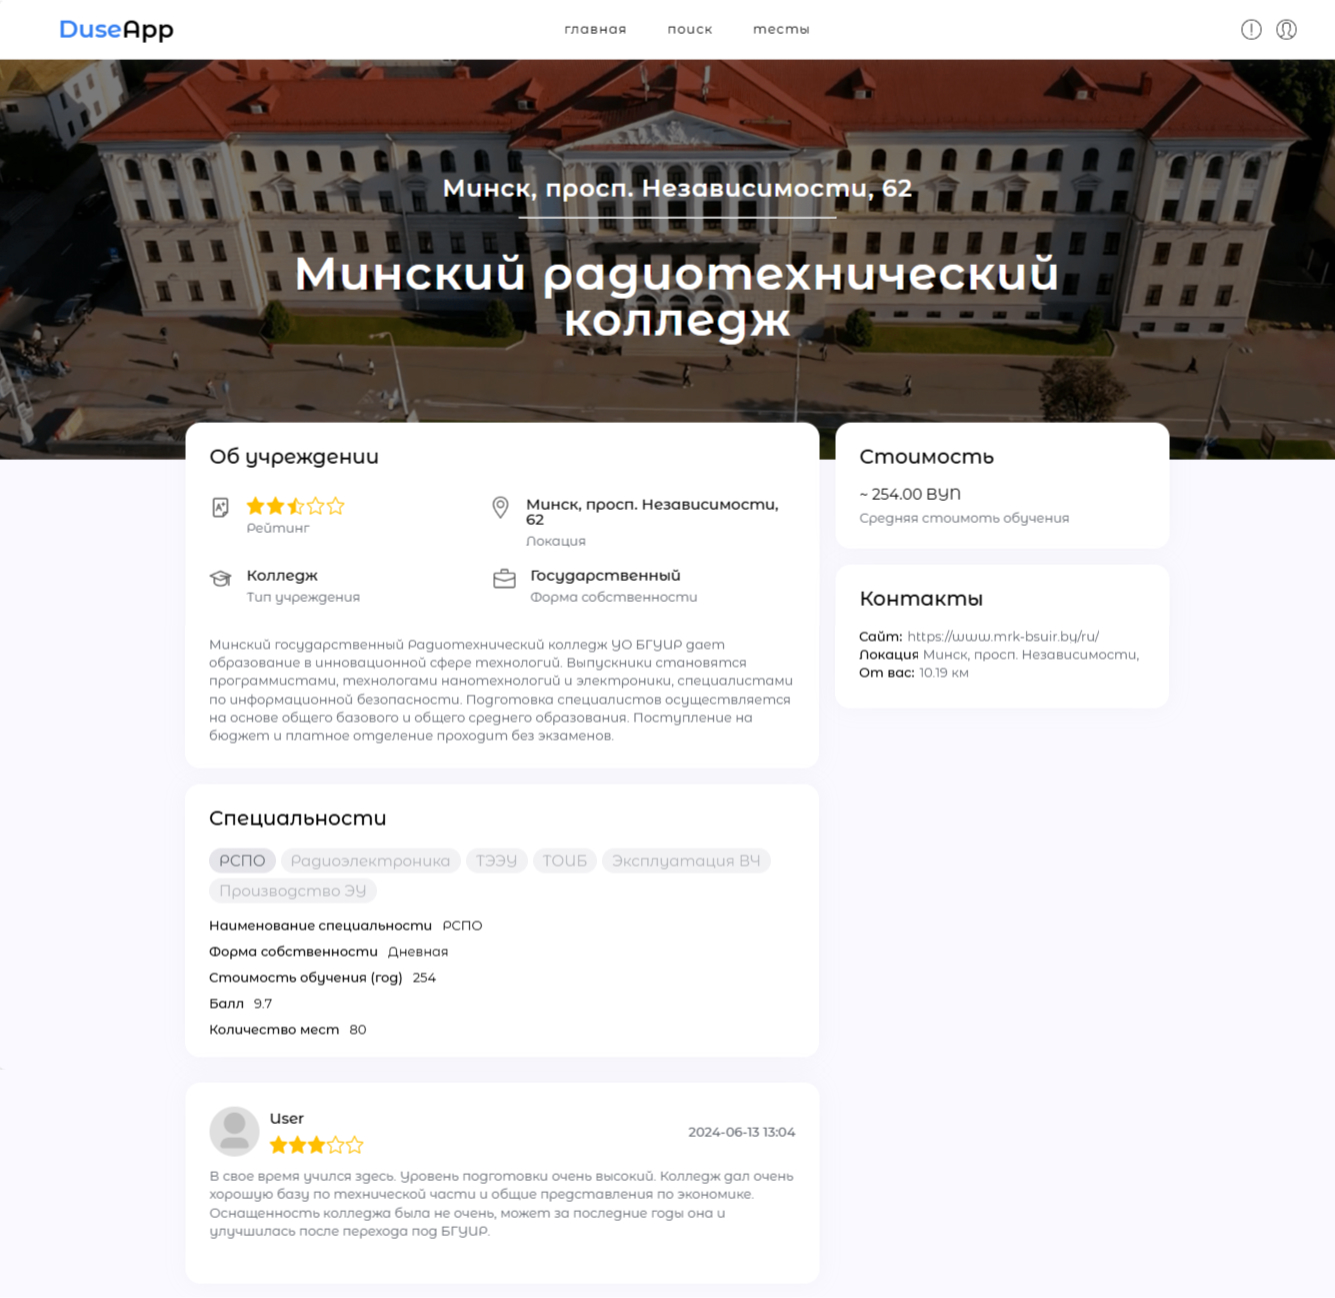 DuseApp
главная
поиск
тесты
Минск, просп. Независимости, 62
Минский радиотехнический
колледж
Об учреждении
Рейтинг
Минск, просп. Независимости,
62
Локация
Колледж
Тип учреждения
Государственный
Форма собственности
Минский государственный Радиотехнический колледж УО БГУИР дает
образование в инновационной сфере технологий. Выпускники становятся
программистами, технологами нанотехнологий и электроники, специалистами
по информационной безопасности. Подготовка специалистов осуществляется
на основе общего базового и общего среднего образования. Поступление на
бюджет и платное отделение проходит без экзаменов.
Стоимость
~ 254.00 BYN
Средняя стоимоть обучения
Контакты
Сайт: https://www.mrk-bsuir.by/ru/
Локация Минск, просп. Независимости,
От вас: 10.19 км
Специальности
РСПО
Радиоэлектроника
ТЭЭУ
ТОИБ
Эксплуатация ВЧ
Производство ЭУ
Наименование специальности РСПО
Форма собственности Дневная
Стоимость обучения (год) 254
Балл 9.7
Количество мест 80
User
2024-06-13 13:04
В свое время учился здесь. Уровень подготовки очень высокий. Колледж дал очень
хорошую базу по технической части и общие представления по экономике.
Оснащенность колледжа была не очень, может за последние годы она и
улучшилась после перехода под БГУИР.